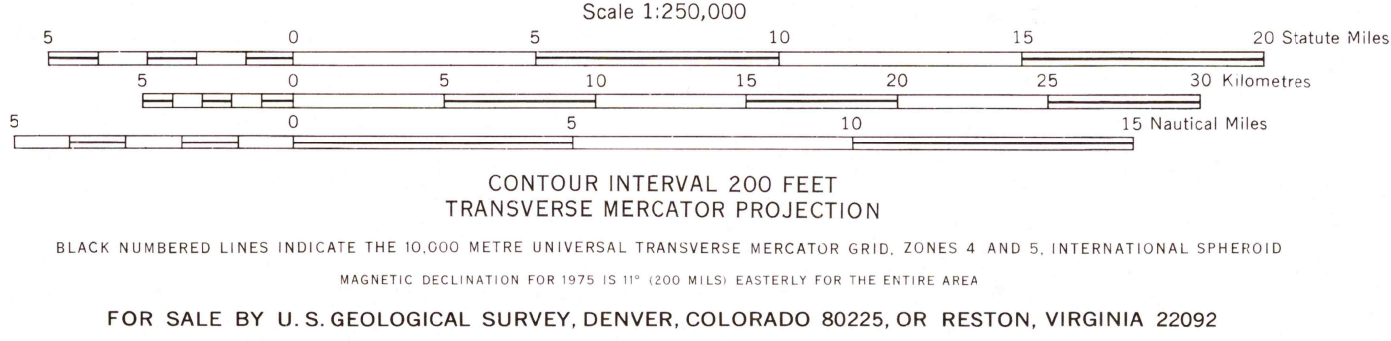 Scale 1:250,000
5 0 5 10 15 20 Statute Miles
5 0 5 10 15 20 25 30 Kilometres
5 0 5 10 15 Nautical Miles
CONTOUR INTERVAL 200 FEET
TRANSVERSE MERCATOR PROJECTION
BLACK NUMBERED LINES INDICATE THE 10,000 METRE UNIVERSAL TRANSVERSE MERCATOR GRID, ZONES 4 AND 5, INTERNATIONAL SPHEROID
MAGNETIC DECLINATION FOR 1975 IS 11° (200 MILS) EASTERLY FOR THE ENTIRE AREA
FOR SALE BY U.S. GEOLOGICAL SURVEY, DENVER, COLORADO 80225, OR RESTON, VIRGINIA 22092